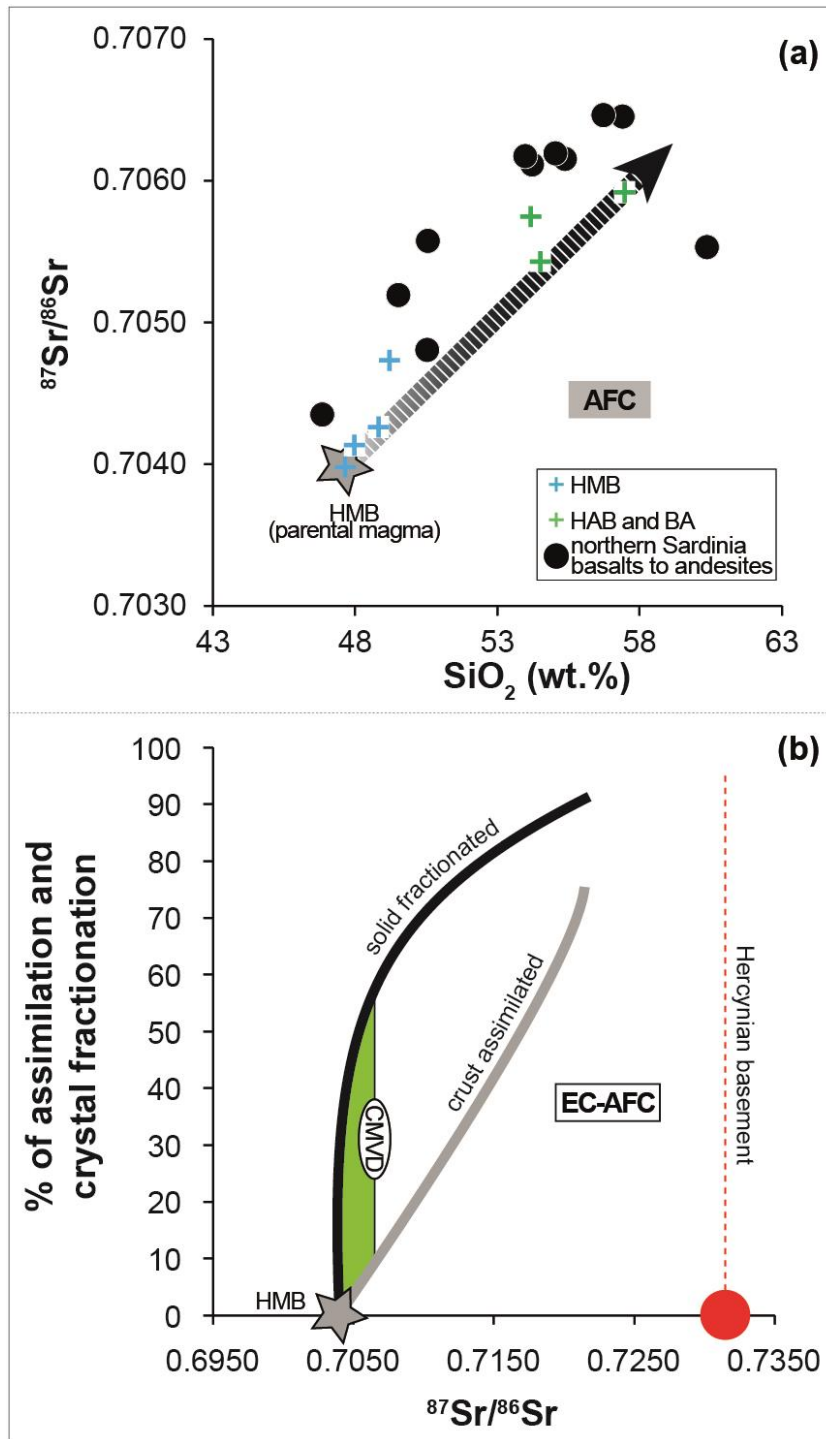 (a)
0.7070
0.7060
0.7050
0.7040
0.7030
87Sr/86Sr
AFC
HMB
(parental magma)
HMB
HAB and BA
northern Sardinia
basalts to andesites
43 48 53 58 63
SiO2 (wt.%)
(b)
100
90
80
70
60
50
40
30
20
10
0
% of assimilation and
crystal fractionation
solid fractionated
crust assimilated
CMVD
EC-AFC
Hercynian basement
HMB
0.6950 0.7050 0.7150 0.7250 0.7350
87Sr/86Sr